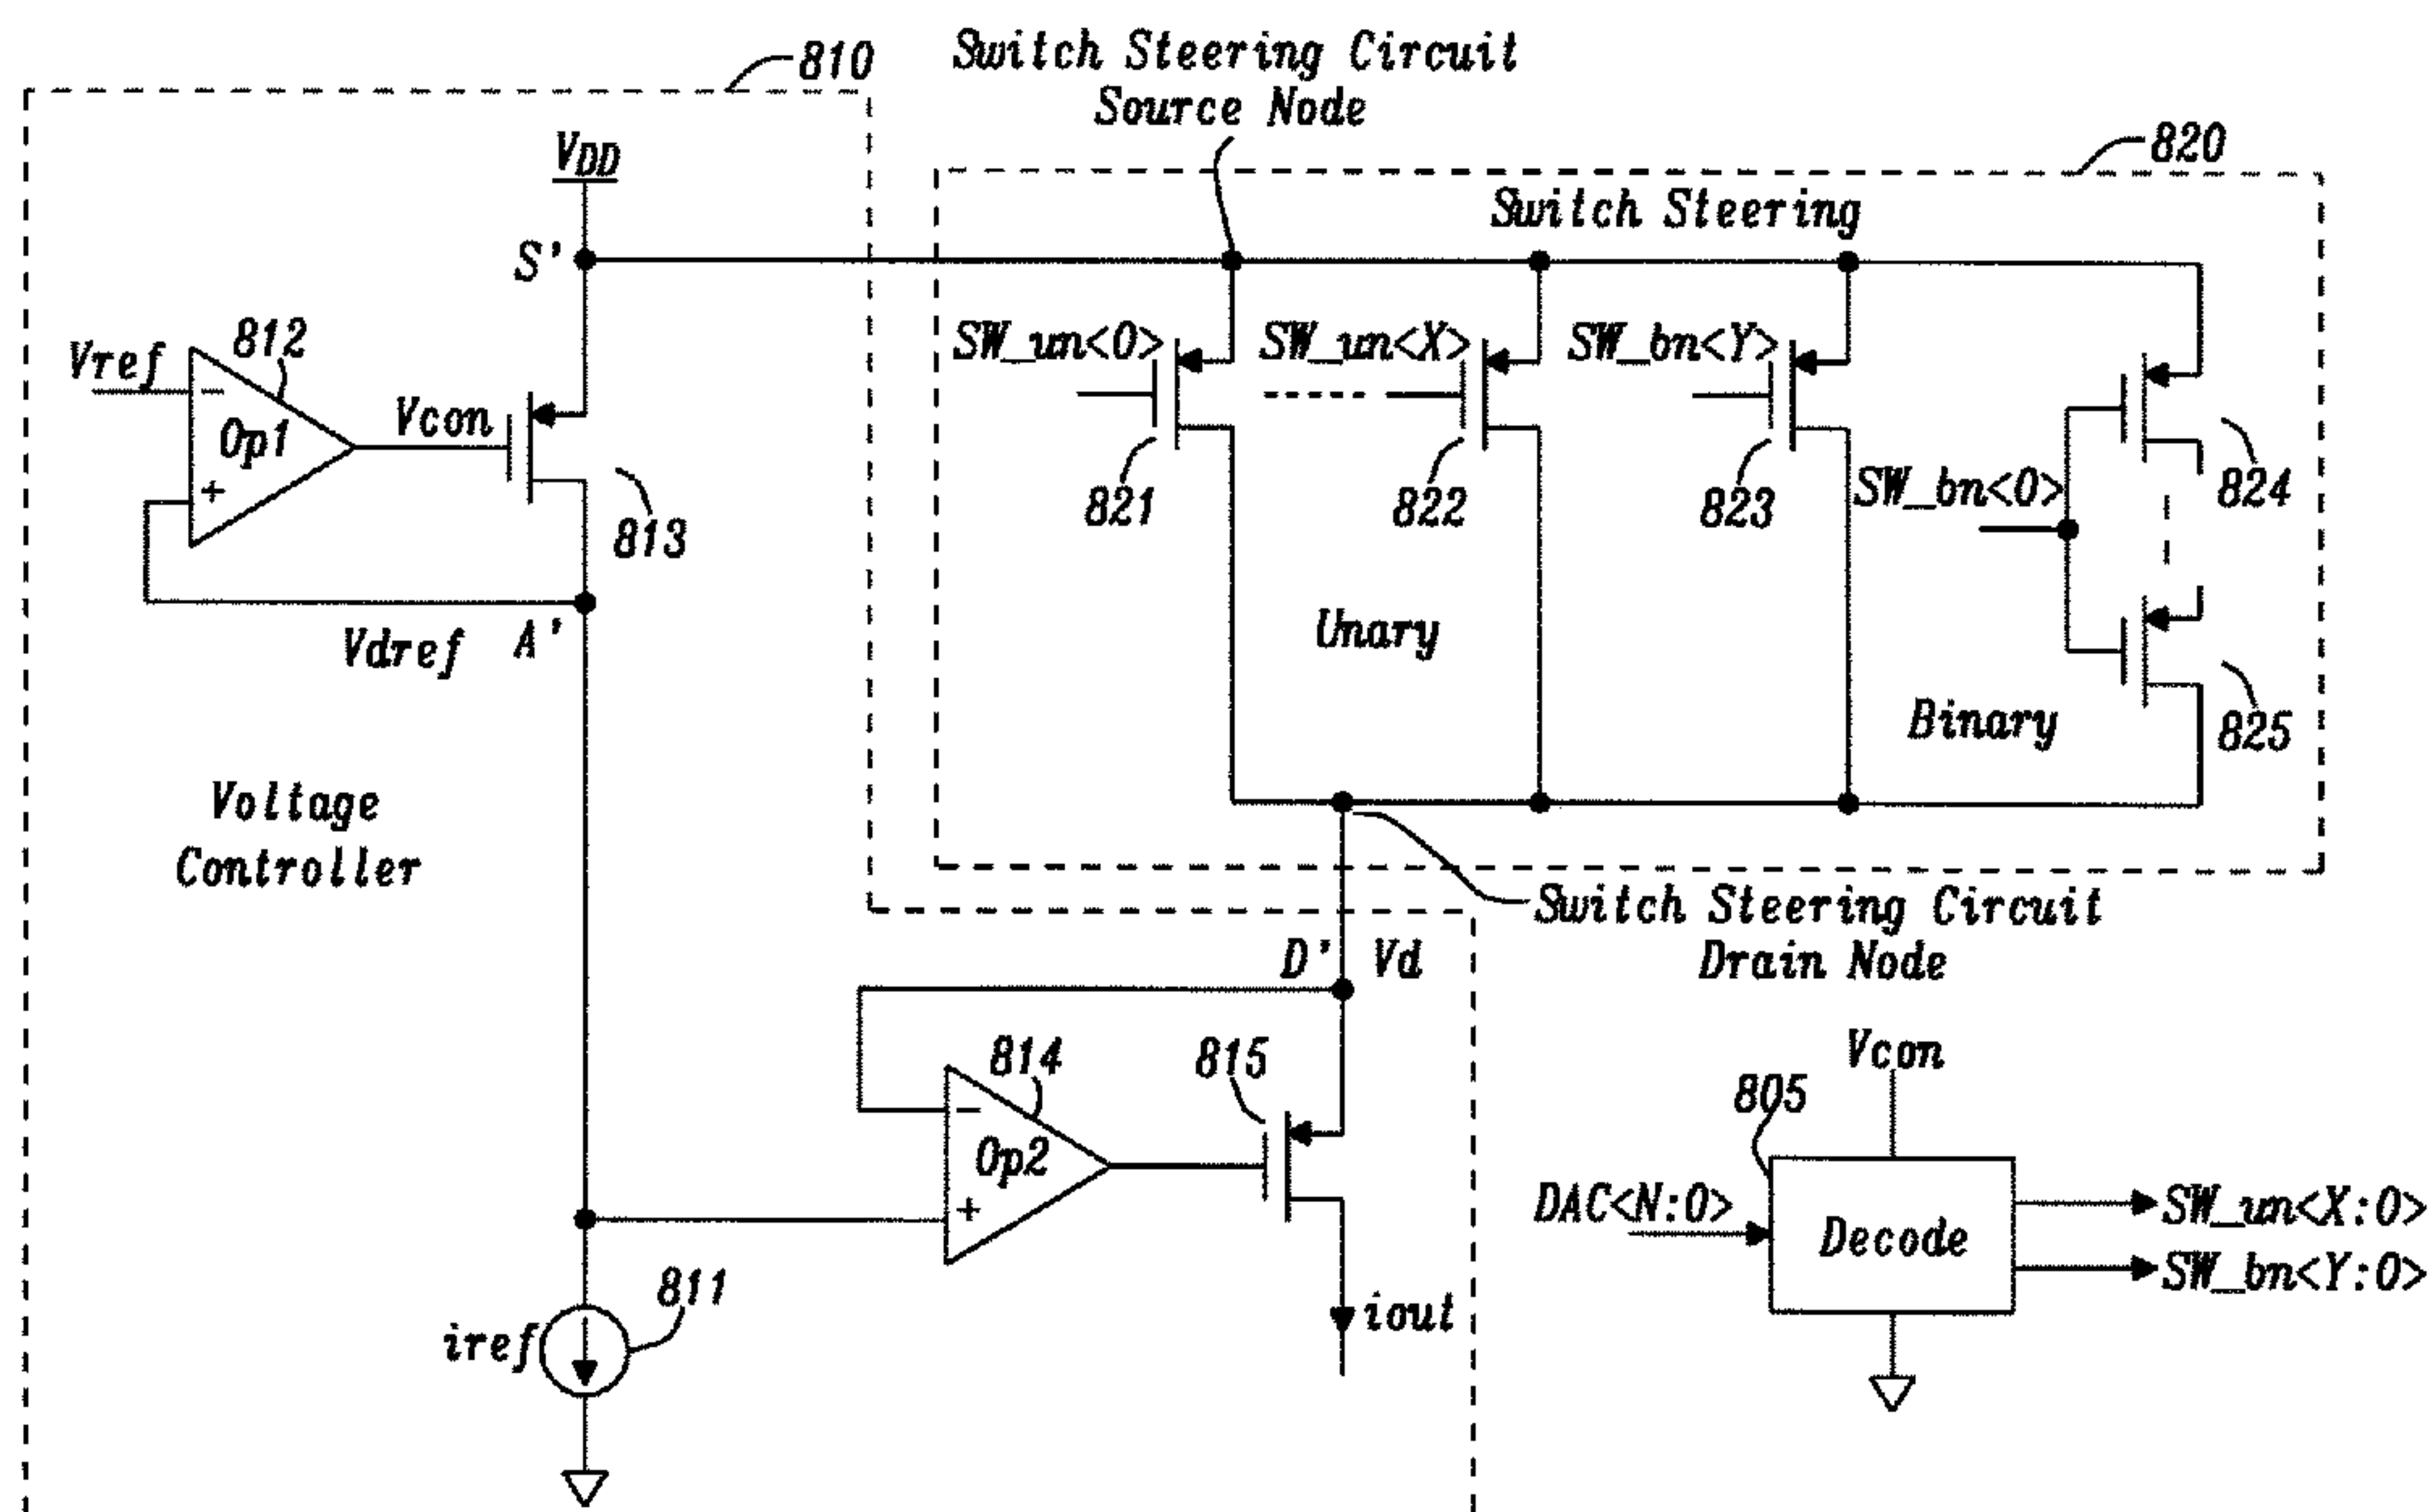 810
Switch Steering Circuit
Source Node
820
VDD
Switch Steering
S'
812
Vref
-
Op1
+
Vcon
813
SW_un<0>
821
SW_un<X>
822
SW_bn<Y>
823
SW_bn<0>
824
Vdref
A'
Unary
Binary
825
Voltage
Controller
Switch Steering Circuit
Drain Node
D'
Vd
814
815
-
Op2
+
Vcon
805
DAC<N:0>
Decode
SW_un<X:0>
SW_bn<Y:0>
811
iref
iout